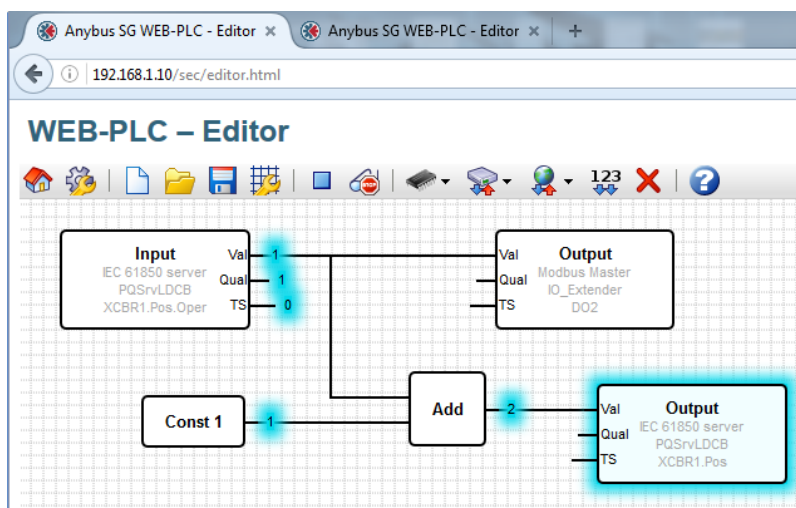 Anybus SG WEB-PLC - Editor × Anybus SG WEB-PLC - Editor × +
192.168.1.10/sec/editor.html
WEB-PLC – Editor
STOP 123
Input
IEC 61850 server
PQSrvLDCB
XCBR1.Pos.Oper
Val 1
Qual 1
TS 0
Val
Qual
TS
Output
Modbus Master
IO_Extender
DO2
Const 1
1
Add
2
Val
Qual
TS
Output
IEC 61850 server
PQSrvLDCB
XCBR1.Pos